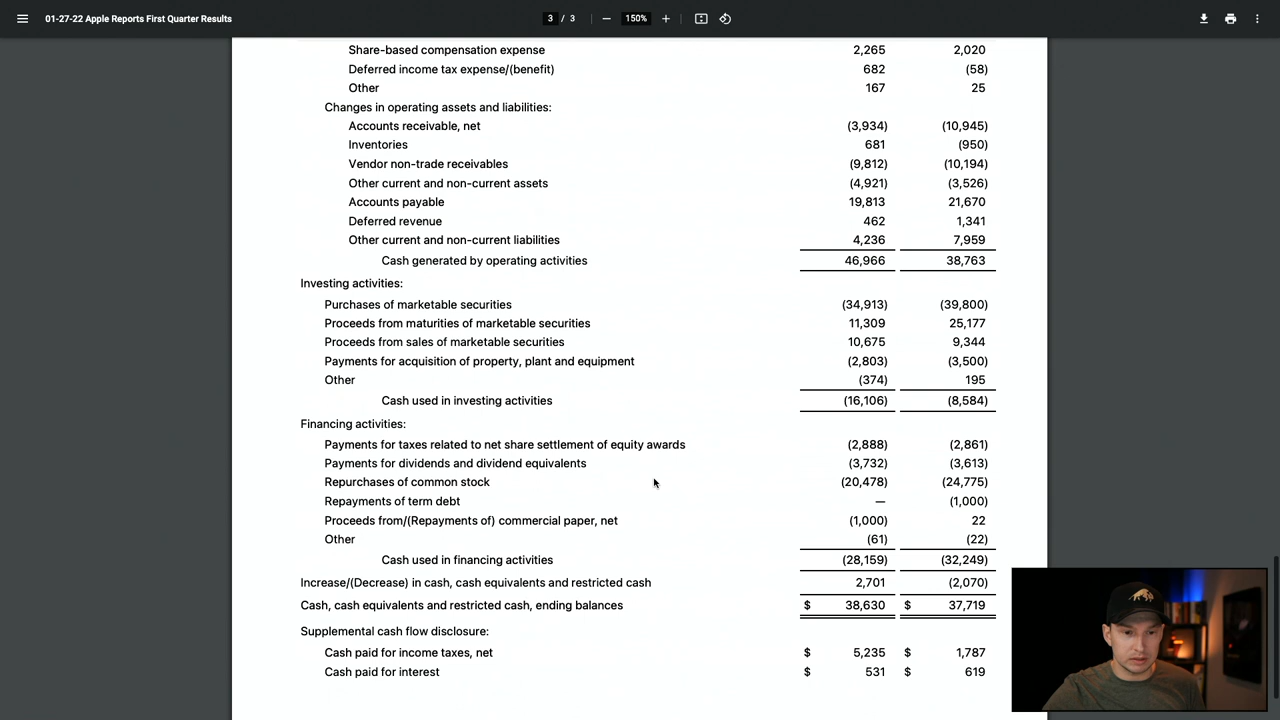 01-27-22 Apple Reports First Quarter Results 3 / 3 150%
Share-based compensation expense 2,265 2,020
Deferred income tax expense/(benefit) 682 (58)
Other 167 25
Changes in operating assets and liabilities:
Accounts receivable, net (3,934) (10,945)
Inventories 681 (950)
Vendor non-trade receivables (9,812) (10,194)
Other current and non-current assets (4,921) (3,526)
Accounts payable 19,813 21,670
Deferred revenue 462 1,341
Other current and non-current liabilities 4,236 7,959
Cash generated by operating activities 46,966 38,763
Investing activities:
Purchases of marketable securities (34,913) (39,800)
Proceeds from maturities of marketable securities 11,309 25,177
Proceeds from sales of marketable securities 10,675 9,344
Payments for acquisition of property, plant and equipment (2,803) (3,500)
Other (374) 195
Cash used in investing activities (16,106) (8,584)
Financing activities:
Payments for taxes related to net share settlement of equity awards (2,888) (2,861)
Payments for dividends and dividend equivalents (3,732) (3,613)
Repurchases of common stock (20,478) (24,775)
Repayments of term debt — (1,000)
Proceeds from/(Repayments of) commercial paper, net (1,000) 22
Other (61) (22)
Cash used in financing activities (28,159) (32,249)
Increase/(Decrease) in cash, cash equivalents and restricted cash 2,701 (2,070)
Cash, cash equivalents and restricted cash, ending balances $ 38,630 $ 37,719
Supplemental cash flow disclosure:
Cash paid for income taxes, net $ 5,235 $ 1,787
Cash paid for interest $ 531 $ 619